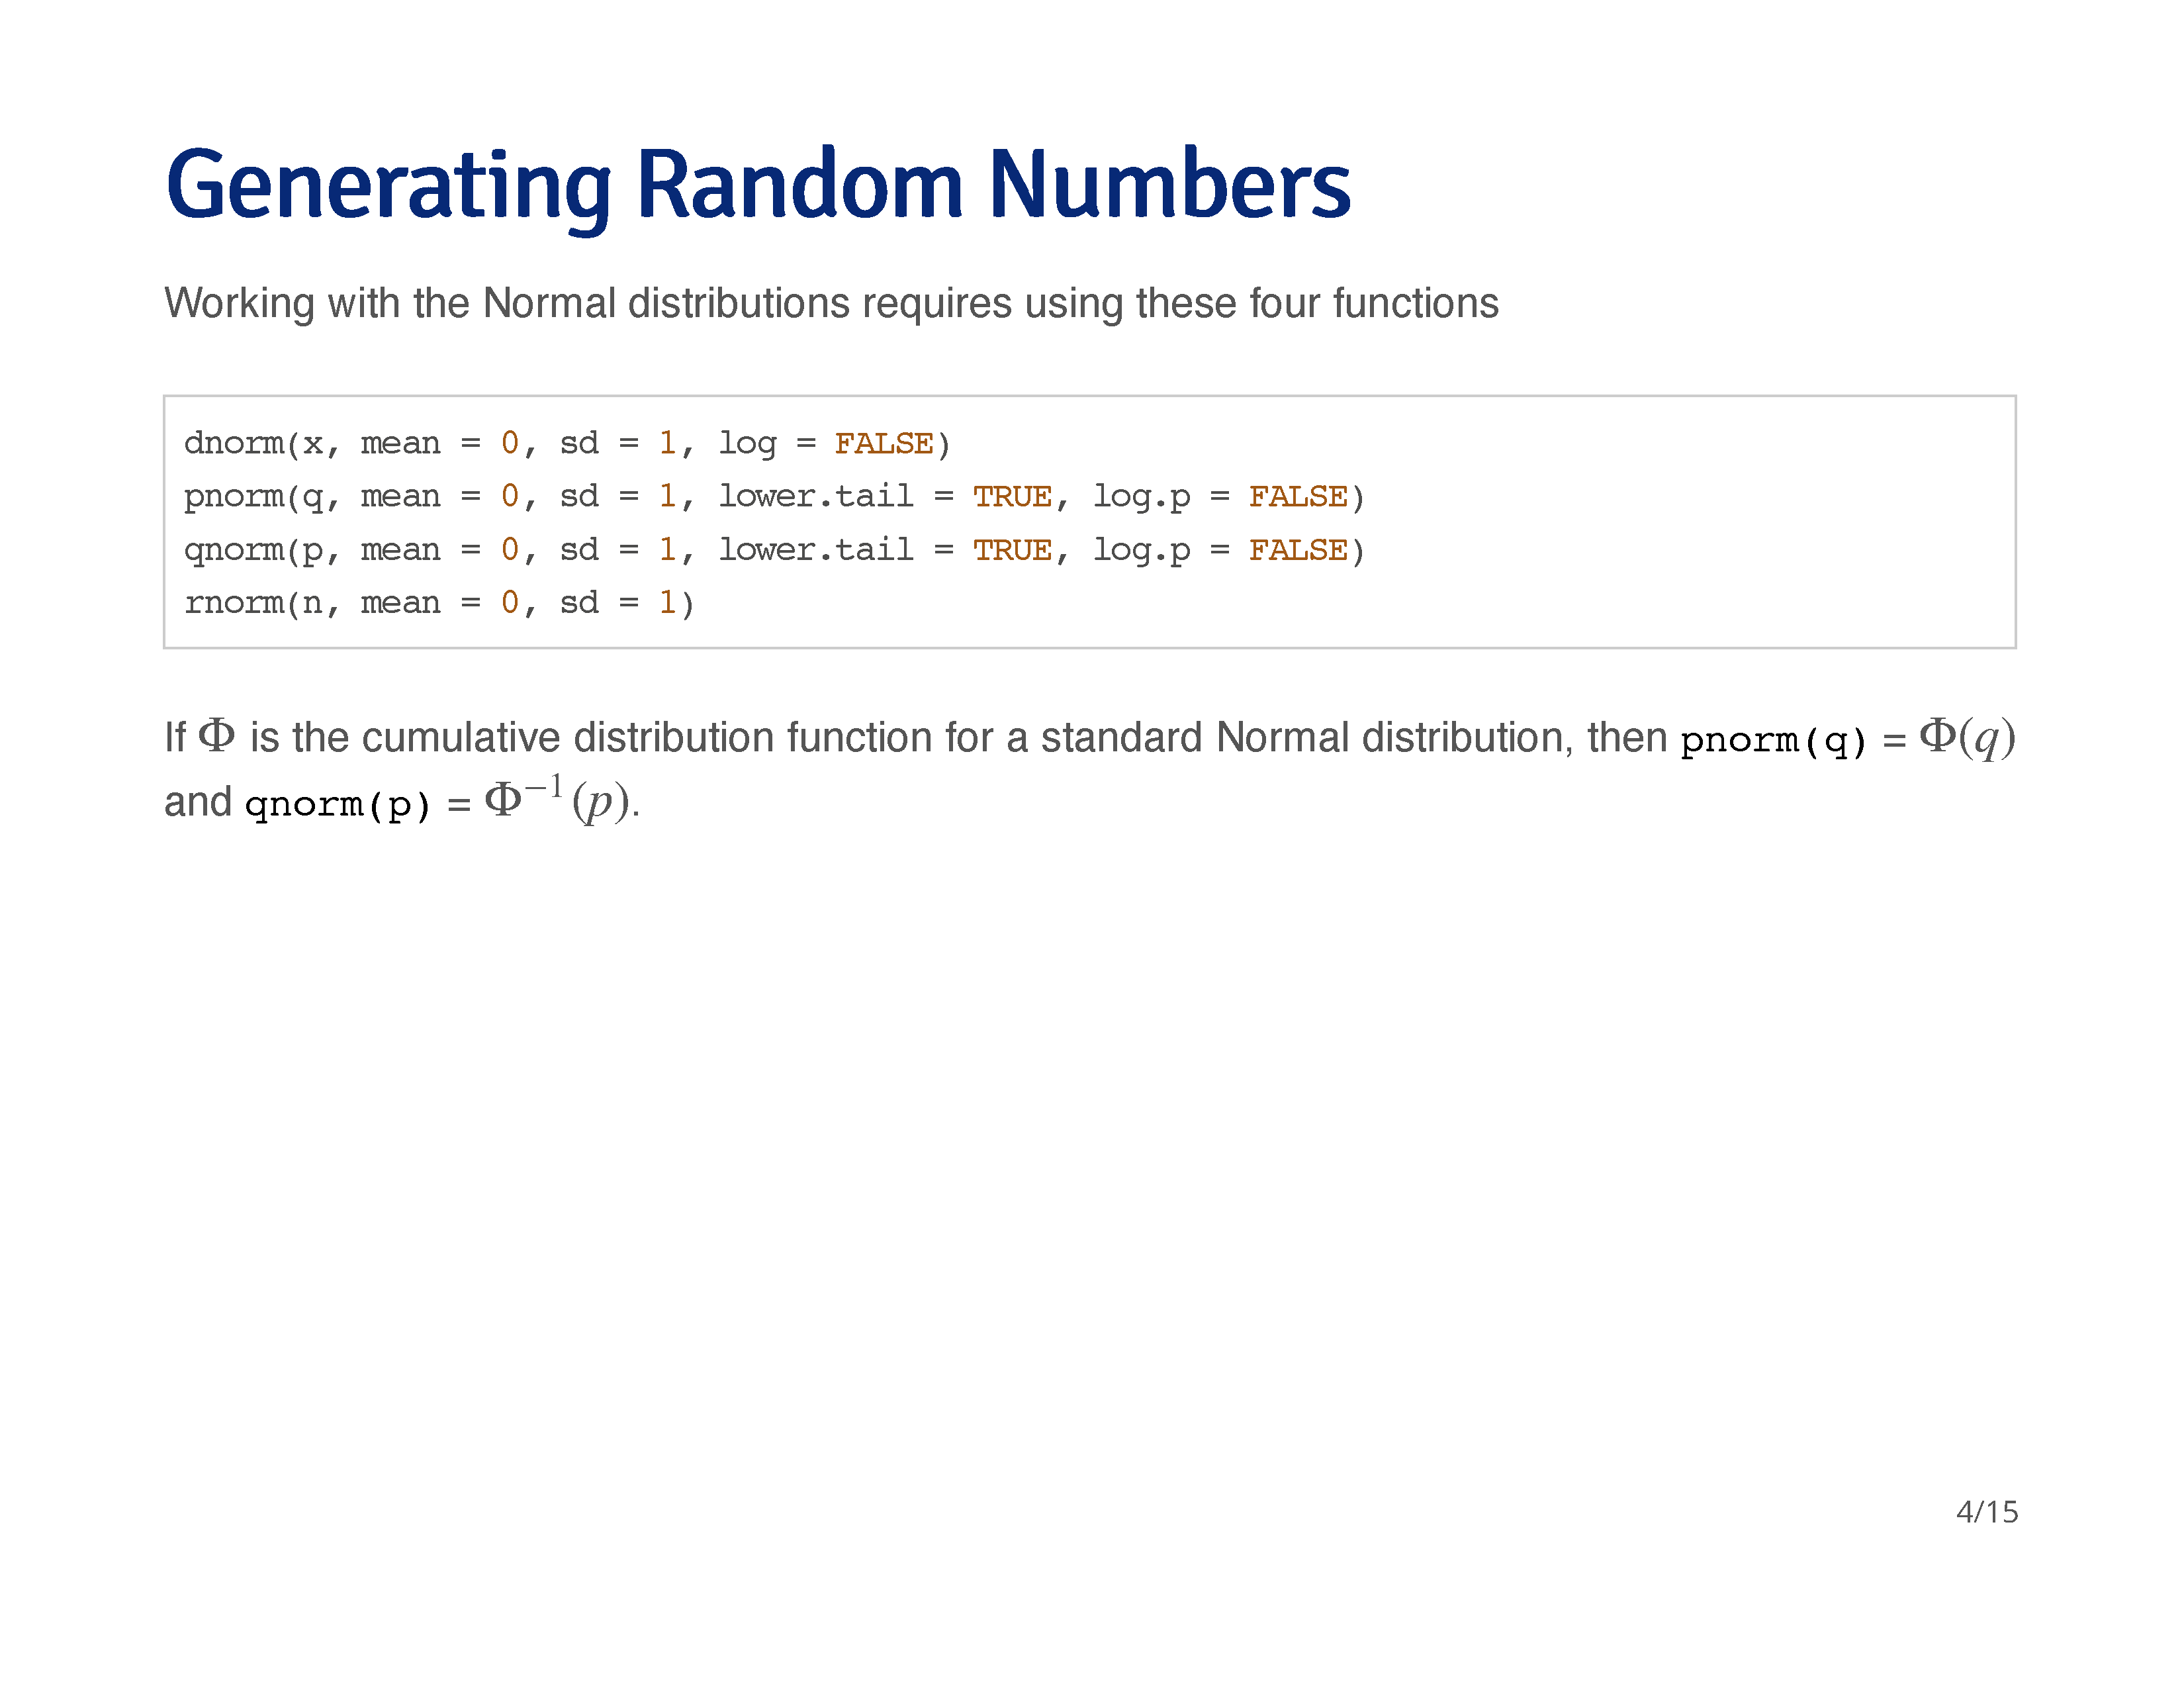 Generating Random Numbers
Working with the Normal distributions requires using these four functions
dnorm(x, mean = 0, sd = 1, log = FALSE)
pnorm(q, mean = 0, sd = 1, lower.tail = TRUE, log.p = FALSE)
qnorm(p, mean = 0, sd = 1, lower.tail = TRUE, log.p = FALSE)
rnorm(n, mean = 0, sd = 1)
If Φ is the cumulative distribution function for a standard Normal distribution, then pnorm(q) = Φ(q)
and qnorm(p) = Φ⁻¹(p).
4/15